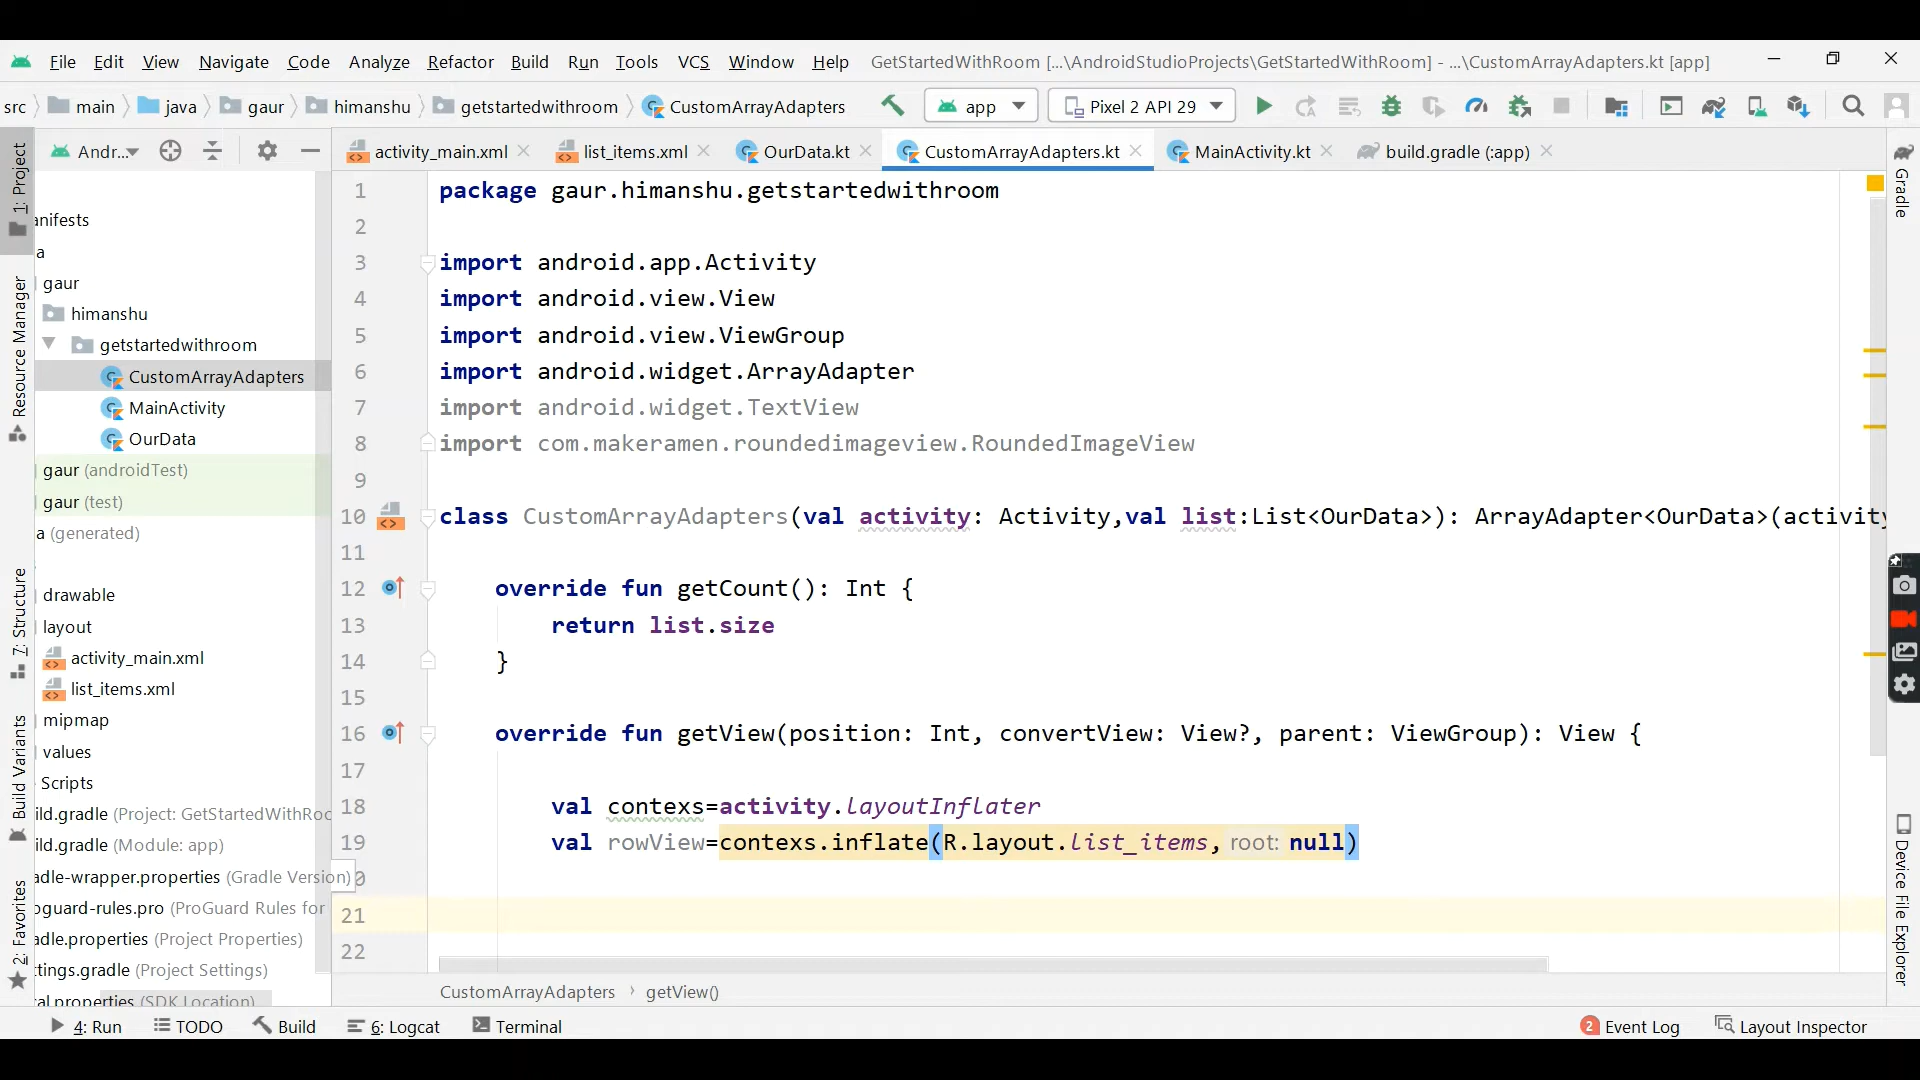 File Edit View Navigate Code Analyze Refactor Build Run Tools VCS Window Help GetStartedWithRoom [...\AndroidStudioProjects\GetStartedWithRoom] - ...\CustomArrayAdapters.kt [app]
src main java gaur himanshu getstartedwithroom CustomArrayAdapters app Pixel 2 API 29
Andr... activity_main.xml list_items.xml OurData.kt CustomArrayAdapters.kt MainActivity.kt build.gradle (:app)
1: Project
Resource Manager
7: Structure
Build Variants
2: Favorites
anifests
a
gaur
himanshu
getstartedwithroom
CustomArrayAdapters
MainActivity
OurData
gaur (androidTest)
gaur (test)
a (generated)
drawable
layout
activity_main.xml
list_items.xml
mipmap
values
Scripts
ild.gradle (Project: GetStartedWithRoo
ild.gradle (Module: app)
adle-wrapper.properties (Gradle Version)
oguard-rules.pro (ProGuard Rules for
adle.properties (Project Properties)
ttings.gradle (Project Settings)
al.properties (SDK Location)
1 package gaur.himanshu.getstartedwithroom
2
3 import android.app.Activity
4 import android.view.View
5 import android.view.ViewGroup
6 import android.widget.ArrayAdapter
7 import android.widget.TextView
8 import com.makeramen.roundedimageview.RoundedImageView
9
10 class CustomArrayAdapters(val activity: Activity,val list:List<OurData>): ArrayAdapter<OurData>(activity
11
12 override fun getCount(): Int {
13 return list.size
14 }
15
16 override fun getView(position: Int, convertView: View?, parent: ViewGroup): View {
17
18 val contexs=activity.layoutInflater
19 val rowView=contexs.inflate(R.layout.list_items, root: null)
0
21
22
CustomArrayAdapters › getView()
Gradle
Device File Explorer
4: Run TODO Build 6: Logcat Terminal 2 Event Log Layout Inspector